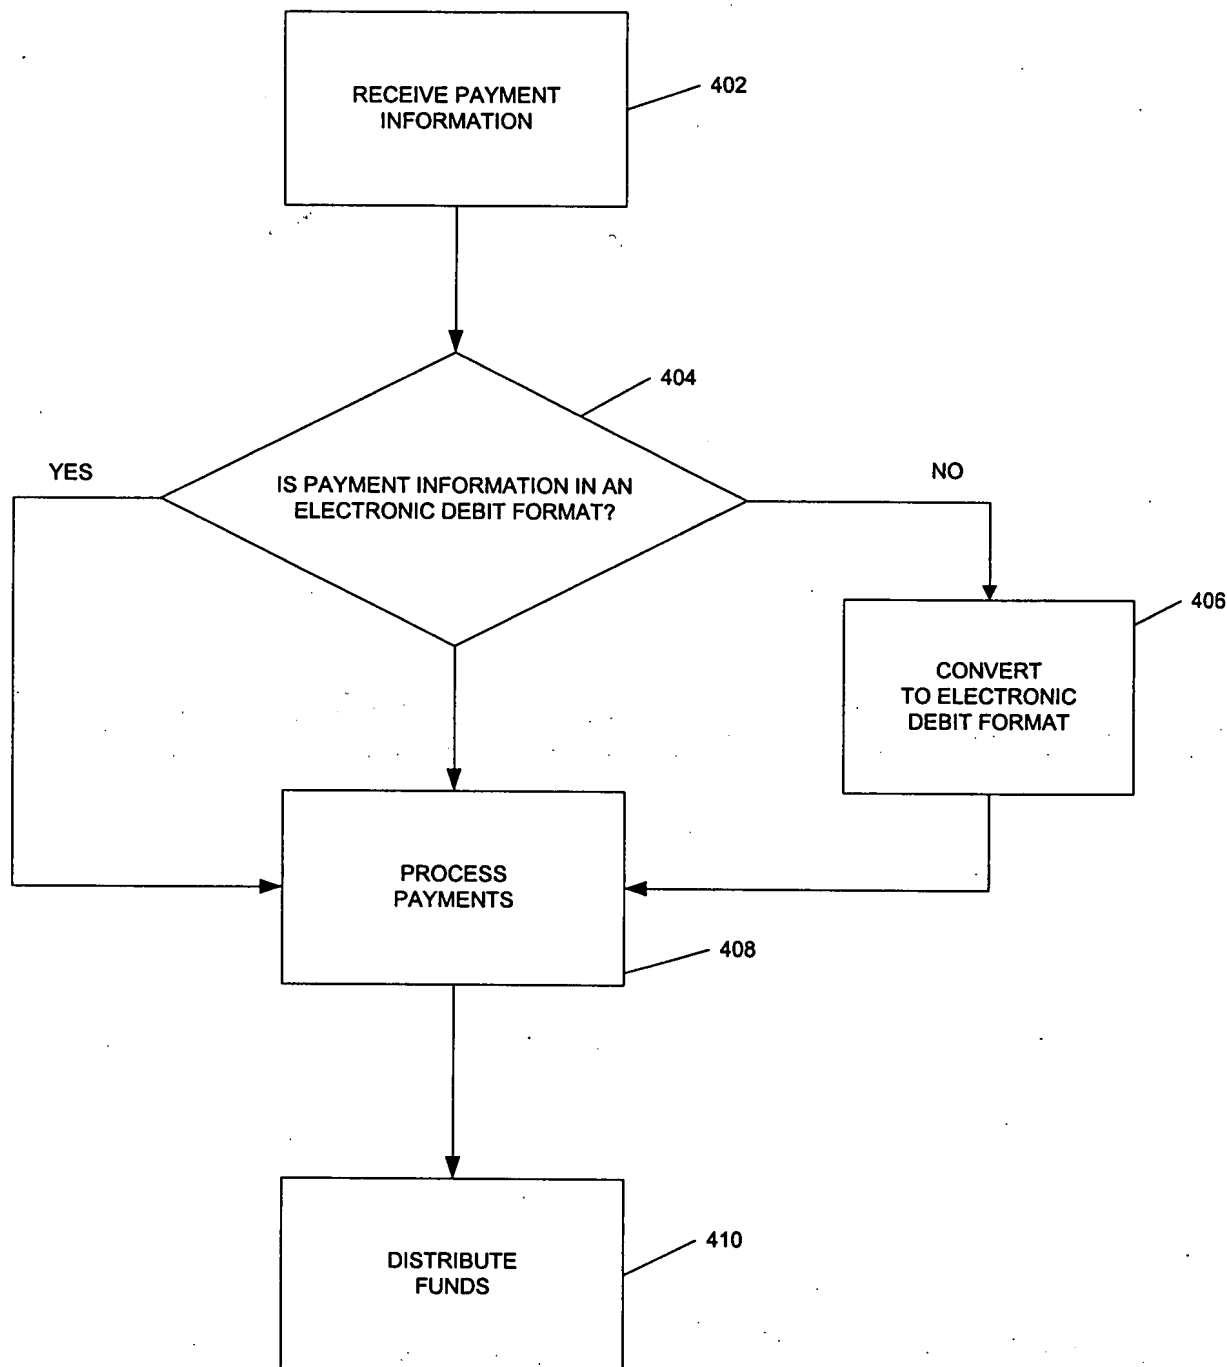 RECEIVE PAYMENT
INFORMATION
402
404
YES
IS PAYMENT INFORMATION IN AN
ELECTRONIC DEBIT FORMAT?
NO
406
CONVERT
TO ELECTRONIC
DEBIT FORMAT
PROCESS
PAYMENTS
408
DISTRIBUTE
FUNDS
410